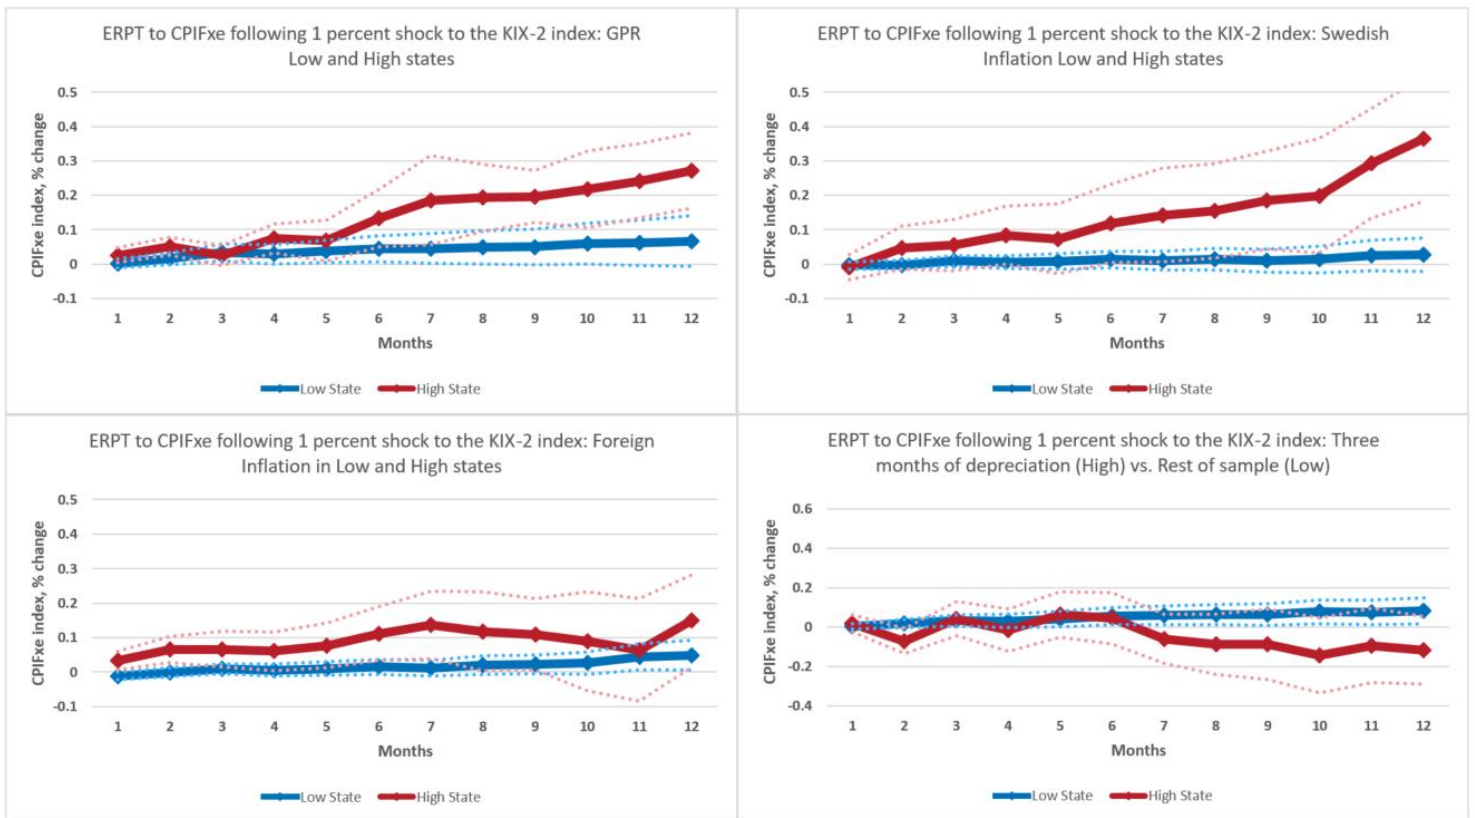 ERPT to CPIFxe following 1 percent shock to the KIX-2 index: GPR
Low and High states
CPIFxe index, % change
0.5
0.4
0.3
0.2
0.1
0
-0.1
1 2 3 4 5 6 7 8 9 10 11 12
Months
Low State High State
ERPT to CPIFxe following 1 percent shock to the KIX-2 index: Swedish
Inflation Low and High states
CPIFxe index, % change
0.5
0.4
0.3
0.2
0.1
0
-0.1
1 2 3 4 5 6 7 8 9 10 11 12
Months
Low State High State
ERPT to CPIFxe following 1 percent shock to the KIX-2 index: Foreign
Inflation in Low and High states
CPIFxe index, % change
0.5
0.4
0.3
0.2
0.1
0
-0.1
1 2 3 4 5 6 7 8 9 10 11 12
Months
Low State High State
ERPT to CPIFxe following 1 percent shock to the KIX-2 index: Three
months of depreciation (High) vs. Rest of sample (Low)
CPIFxe index, % change
0.6
0.4
0.2
0
-0.2
-0.4
1 2 3 4 5 6 7 8 9 10 11 12
Months
Low State High State